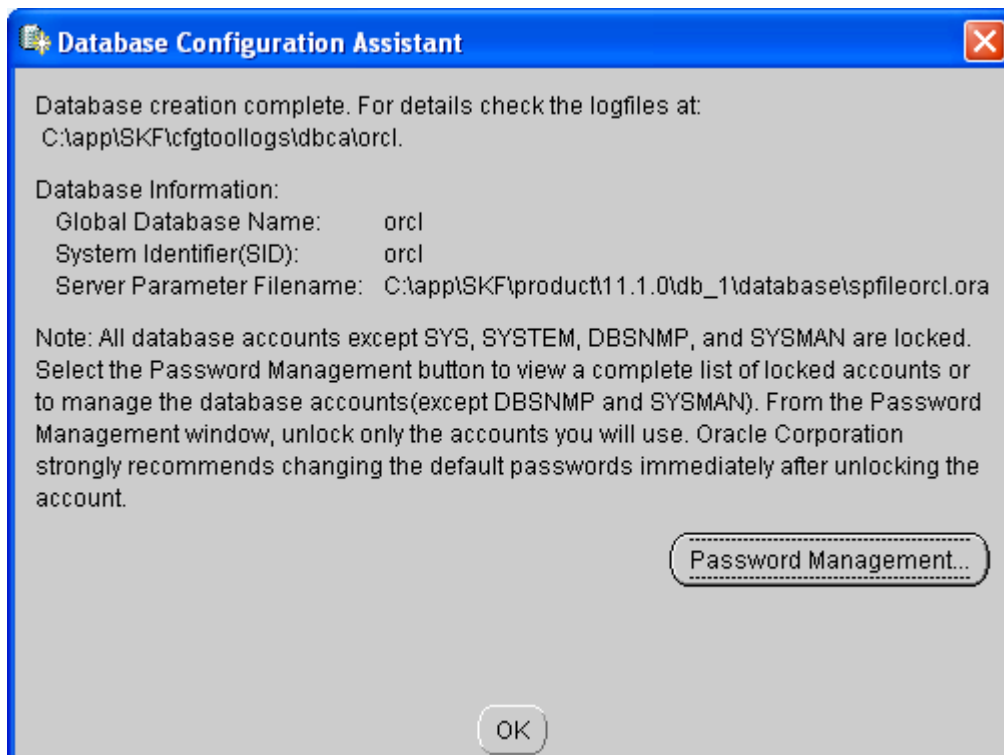 Database Configuration Assistant
Database creation complete. For details check the logfiles at:
C:\app\SKF\cfgtoollogs\dbca\orcl.
Database Information:
Global Database Name: orcl
System Identifier(SID): orcl
Server Parameter Filename: C:\app\SKF\product\11.1.0\db_1\database\spfileorcl.ora
Note: All database accounts except SYS, SYSTEM, DBSNMP, and SYSMAN are locked.
Select the Password Management button to view a complete list of locked accounts or
to manage the database accounts(except DBSNMP and SYSMAN). From the Password
Management window, unlock only the accounts you will use. Oracle Corporation
strongly recommends changing the default passwords immediately after unlocking the
account.
Password Management...
OK